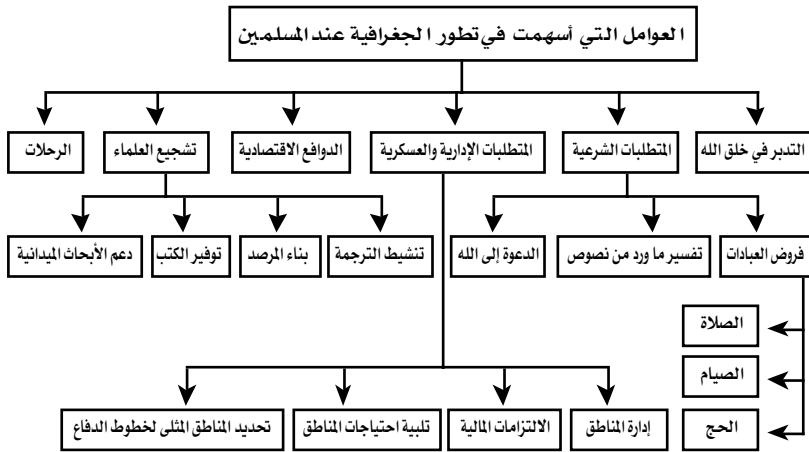 العوامل التي أسهمت في تطور الجغرافية عند المسلمين
التدبر في خلق الله
المتطلبات الشرعية
المتطلبات الإدارية والعسكرية
الدوافع الاقتصادية
تشجيع العلماء
الرحلات
فروض العبادات
تفسير ما ورد من نصوص
الدعوة إلى الله
تنشيط الترجمة
بناء المرصد
توفير الكتب
دعم الأبحاث الميدانية
الصلاة
الصيام
الحج
إدارة المناطق
الالتزامات المالية
تلبية احتياجات المناطق
تحديد المناطق المثلى لخطوط الدفاع